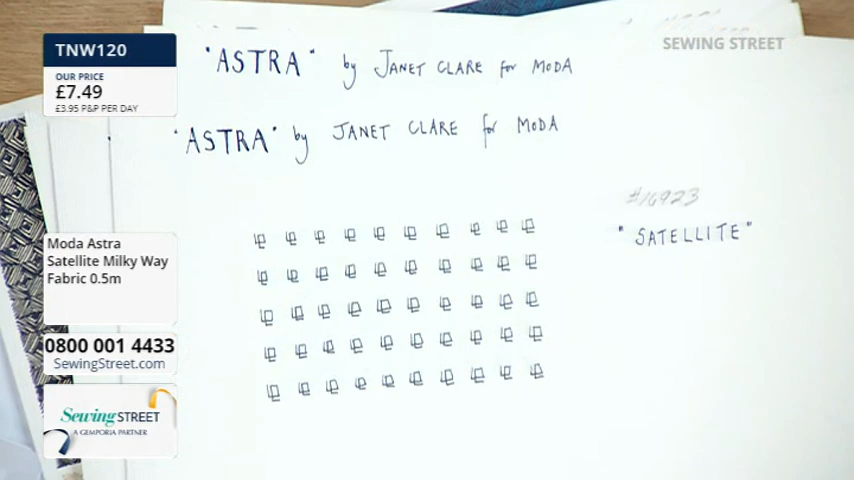 TNW120
OUR PRICE
£7.49
£3.95 P&P PER DAY
SEWING STREET
"ASTRA" by JANET CLARE for MODA
"ASTRA" by JANET CLARE for MODA
#16923
"SATELLITE"
Moda Astra
Satellite Milky Way
Fabric 0.5m
0800 001 4433
SewingStreet.com
Sewing STREET
A GEMPORIA PARTNER